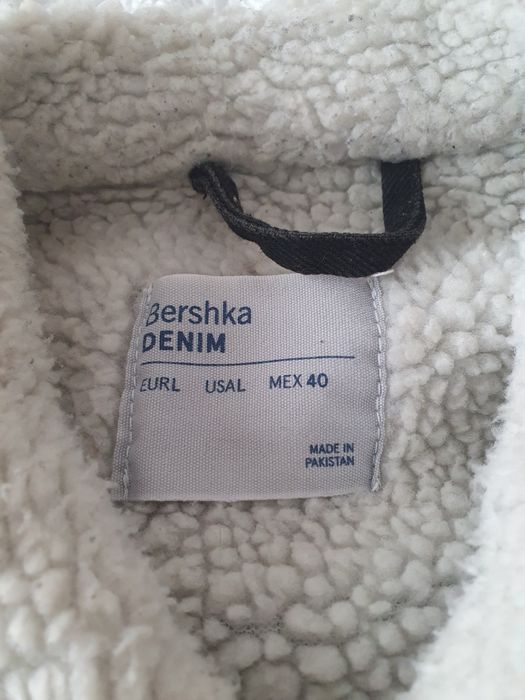 Bershka
DENIM
EUR L USA L MEX 40
MADE IN
PAKISTAN